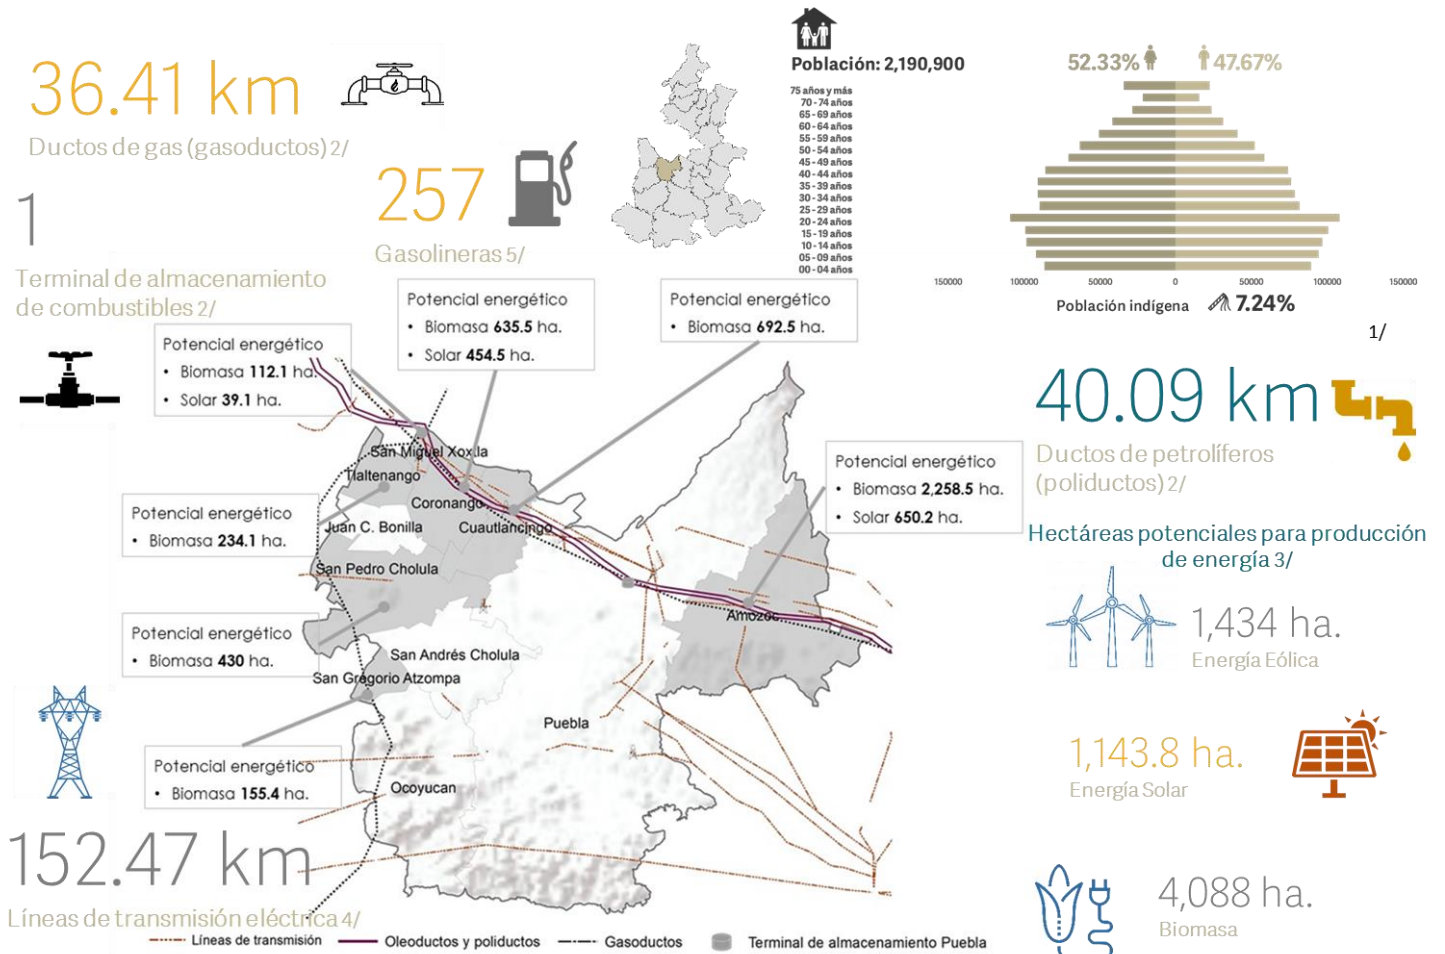 36.41 km
Ductos de gas (gasoductos) 2/
1
Terminal de almacenamiento
de combustibles 2/
257
Gasolineras 5/
Población: 2,190,900
75 años y más
70 - 74 años
65 - 69 años
60 - 64 años
55 - 59 años
50 - 54 años
45 - 49 años
40 - 44 años
35 - 39 años
30 - 34 años
25 - 29 años
20 - 24 años
15 - 19 años
10 - 14 años
05 - 09 años
00 - 04 años
52.33% 47.67%
150000 100000 50000 0 50000 100000 150000
Población indígena 7.24%
1/
40.09 km
Ductos de petrolíferos
(poliductos) 2/
Hectáreas potenciales para producción
de energía 3/
1,434 ha.
Energía Eólica
1,143.8 ha.
Energía Solar
4,088 ha.
Biomasa
Potencial energético
• Biomasa 112.1 ha.
• Solar 39.1 ha.
Potencial energético
• Biomasa 635.5 ha.
• Solar 454.5 ha.
Potencial energético
• Biomasa 692.5 ha.
Potencial energético
• Biomasa 2,258.5 ha.
• Solar 650.2 ha.
Potencial energético
• Biomasa 234.1 ha.
Potencial energético
• Biomasa 430 ha.
Potencial energético
• Biomasa 155.4 ha.
San Miguel Xoxtla
Tlaltenango
Coronango
Juan C. Bonilla
Cuautlancingo
San Pedro Cholula
Amozoc
San Andrés Cholula
San Gregorio Atzompa
Puebla
Ocoyucan
152.47 km
Líneas de transmisión eléctrica 4/
Líneas de transmisión
Oleoductos y poliductos
Gasoductos
Terminal de almacenamiento Puebla